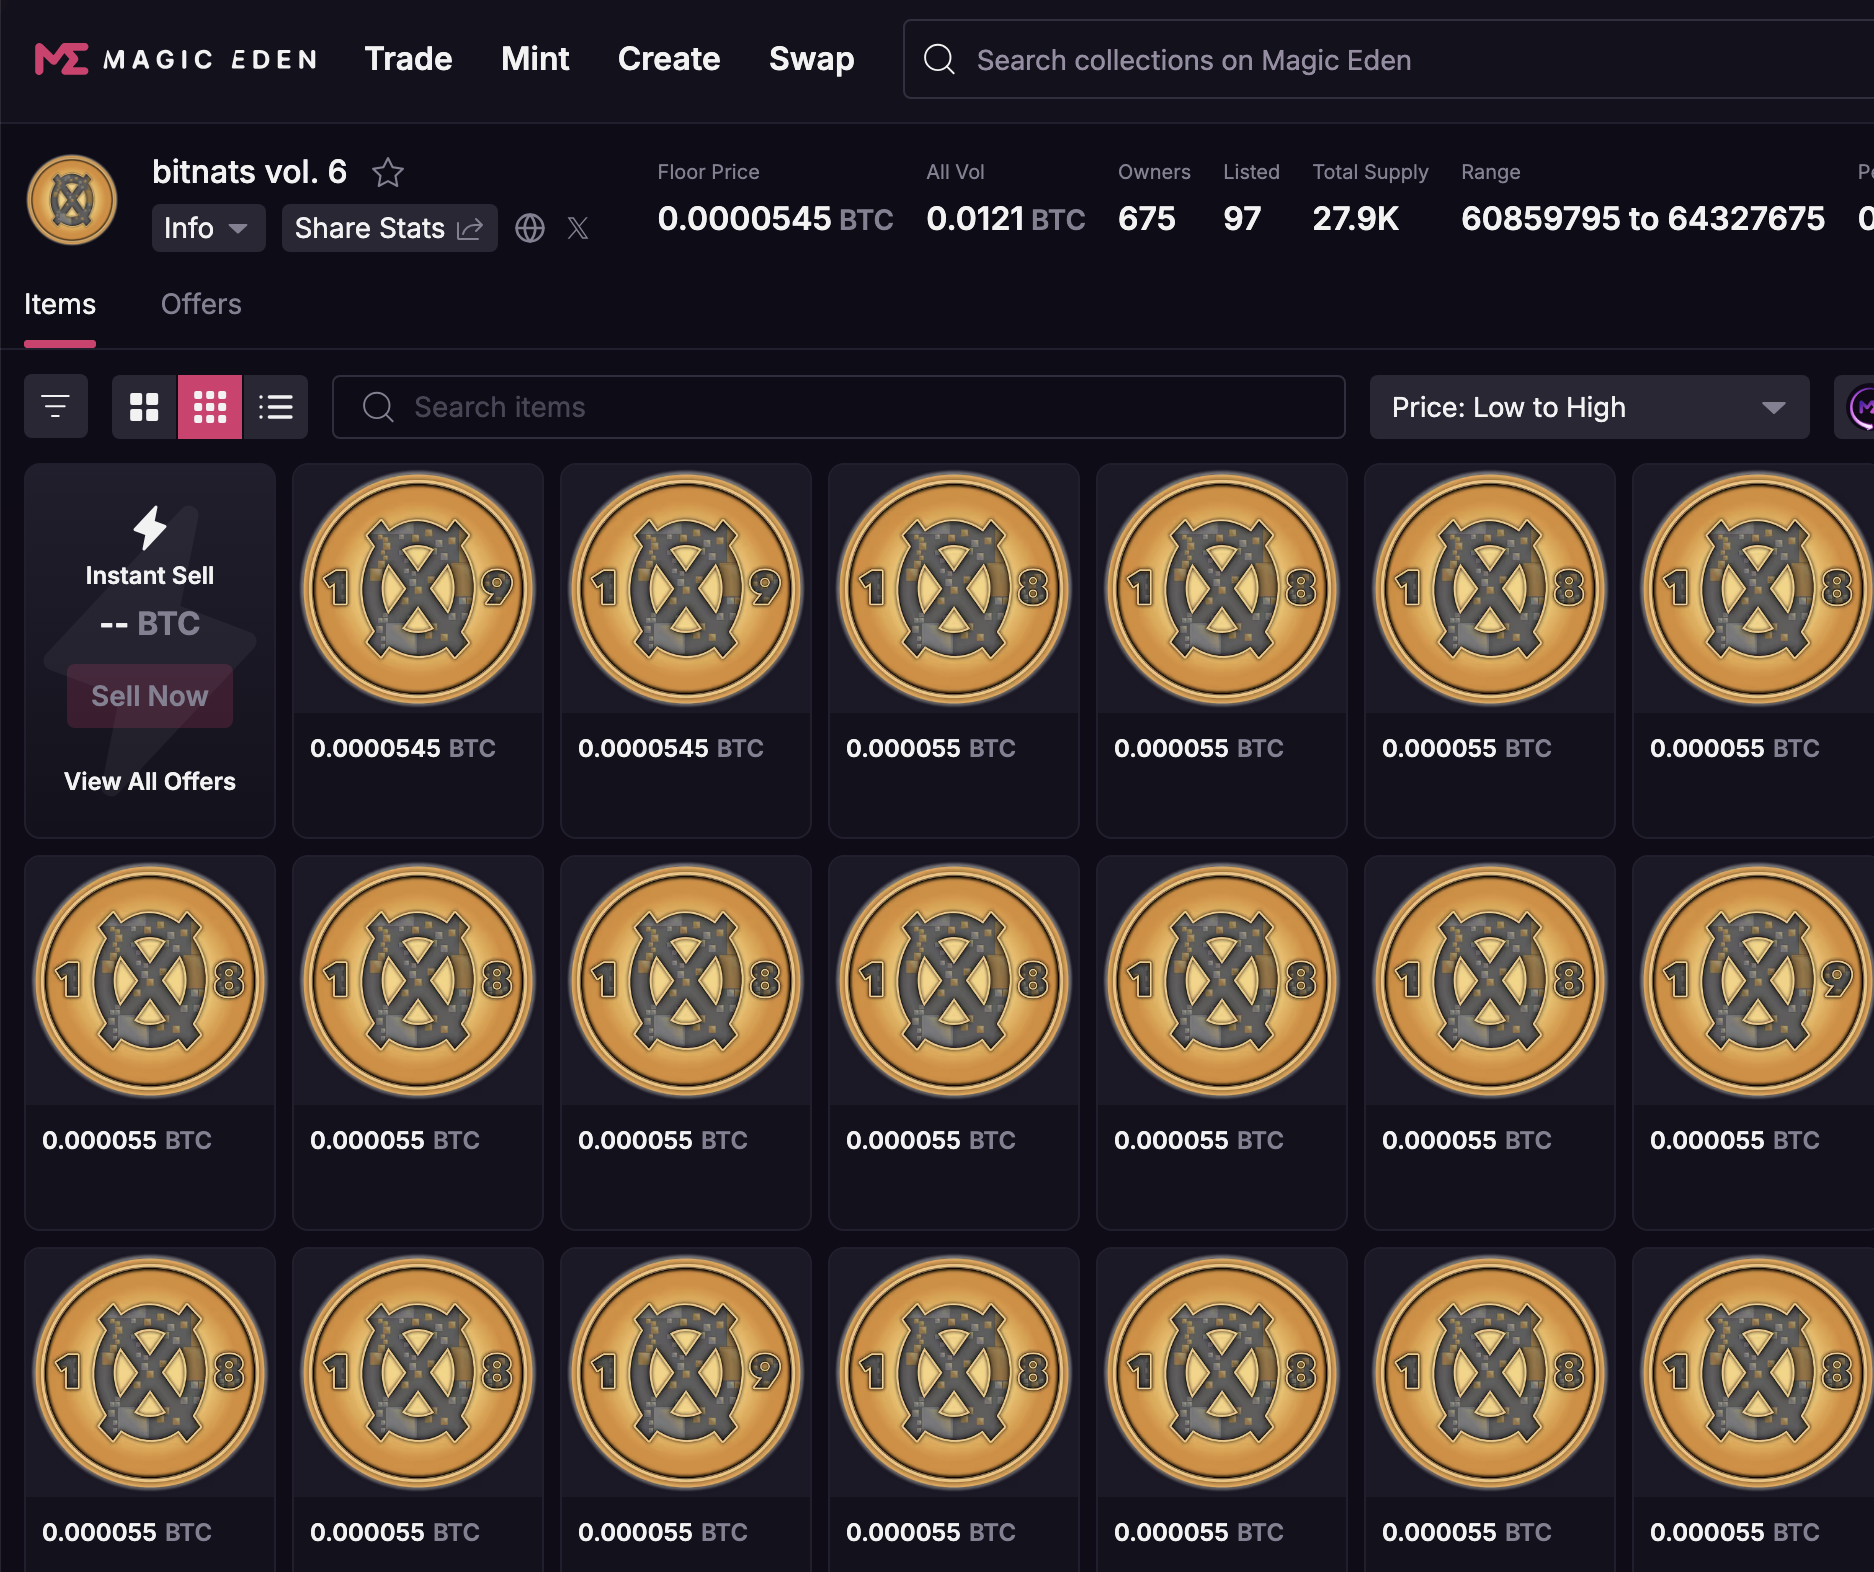 MAGIC EDEN Trade Mint Create Swap Search collections on Magic Eden
bitnats vol. 6
Info Share Stats
Floor Price All Vol Owners Listed Total Supply Range
0.0000545 BTC 0.0121 BTC 675 97 27.9K 60859795 to 64327675
Items Offers
Search items Price: Low to High
Instant Sell
-- BTC
Sell Now
View All Offers
1 9 1 9 1 8 1 8 1 8 1 8
0.0000545 BTC 0.0000545 BTC 0.000055 BTC 0.000055 BTC 0.000055 BTC 0.000055 BTC
1 8 1 8 1 8 1 8 1 8 1 8 1 9
0.000055 BTC 0.000055 BTC 0.000055 BTC 0.000055 BTC 0.000055 BTC 0.000055 BTC 0.000055 BTC
1 8 1 8 1 9 1 8 1 8 1 8 1 8
0.000055 BTC 0.000055 BTC 0.000055 BTC 0.000055 BTC 0.000055 BTC 0.000055 BTC 0.000055 BTC